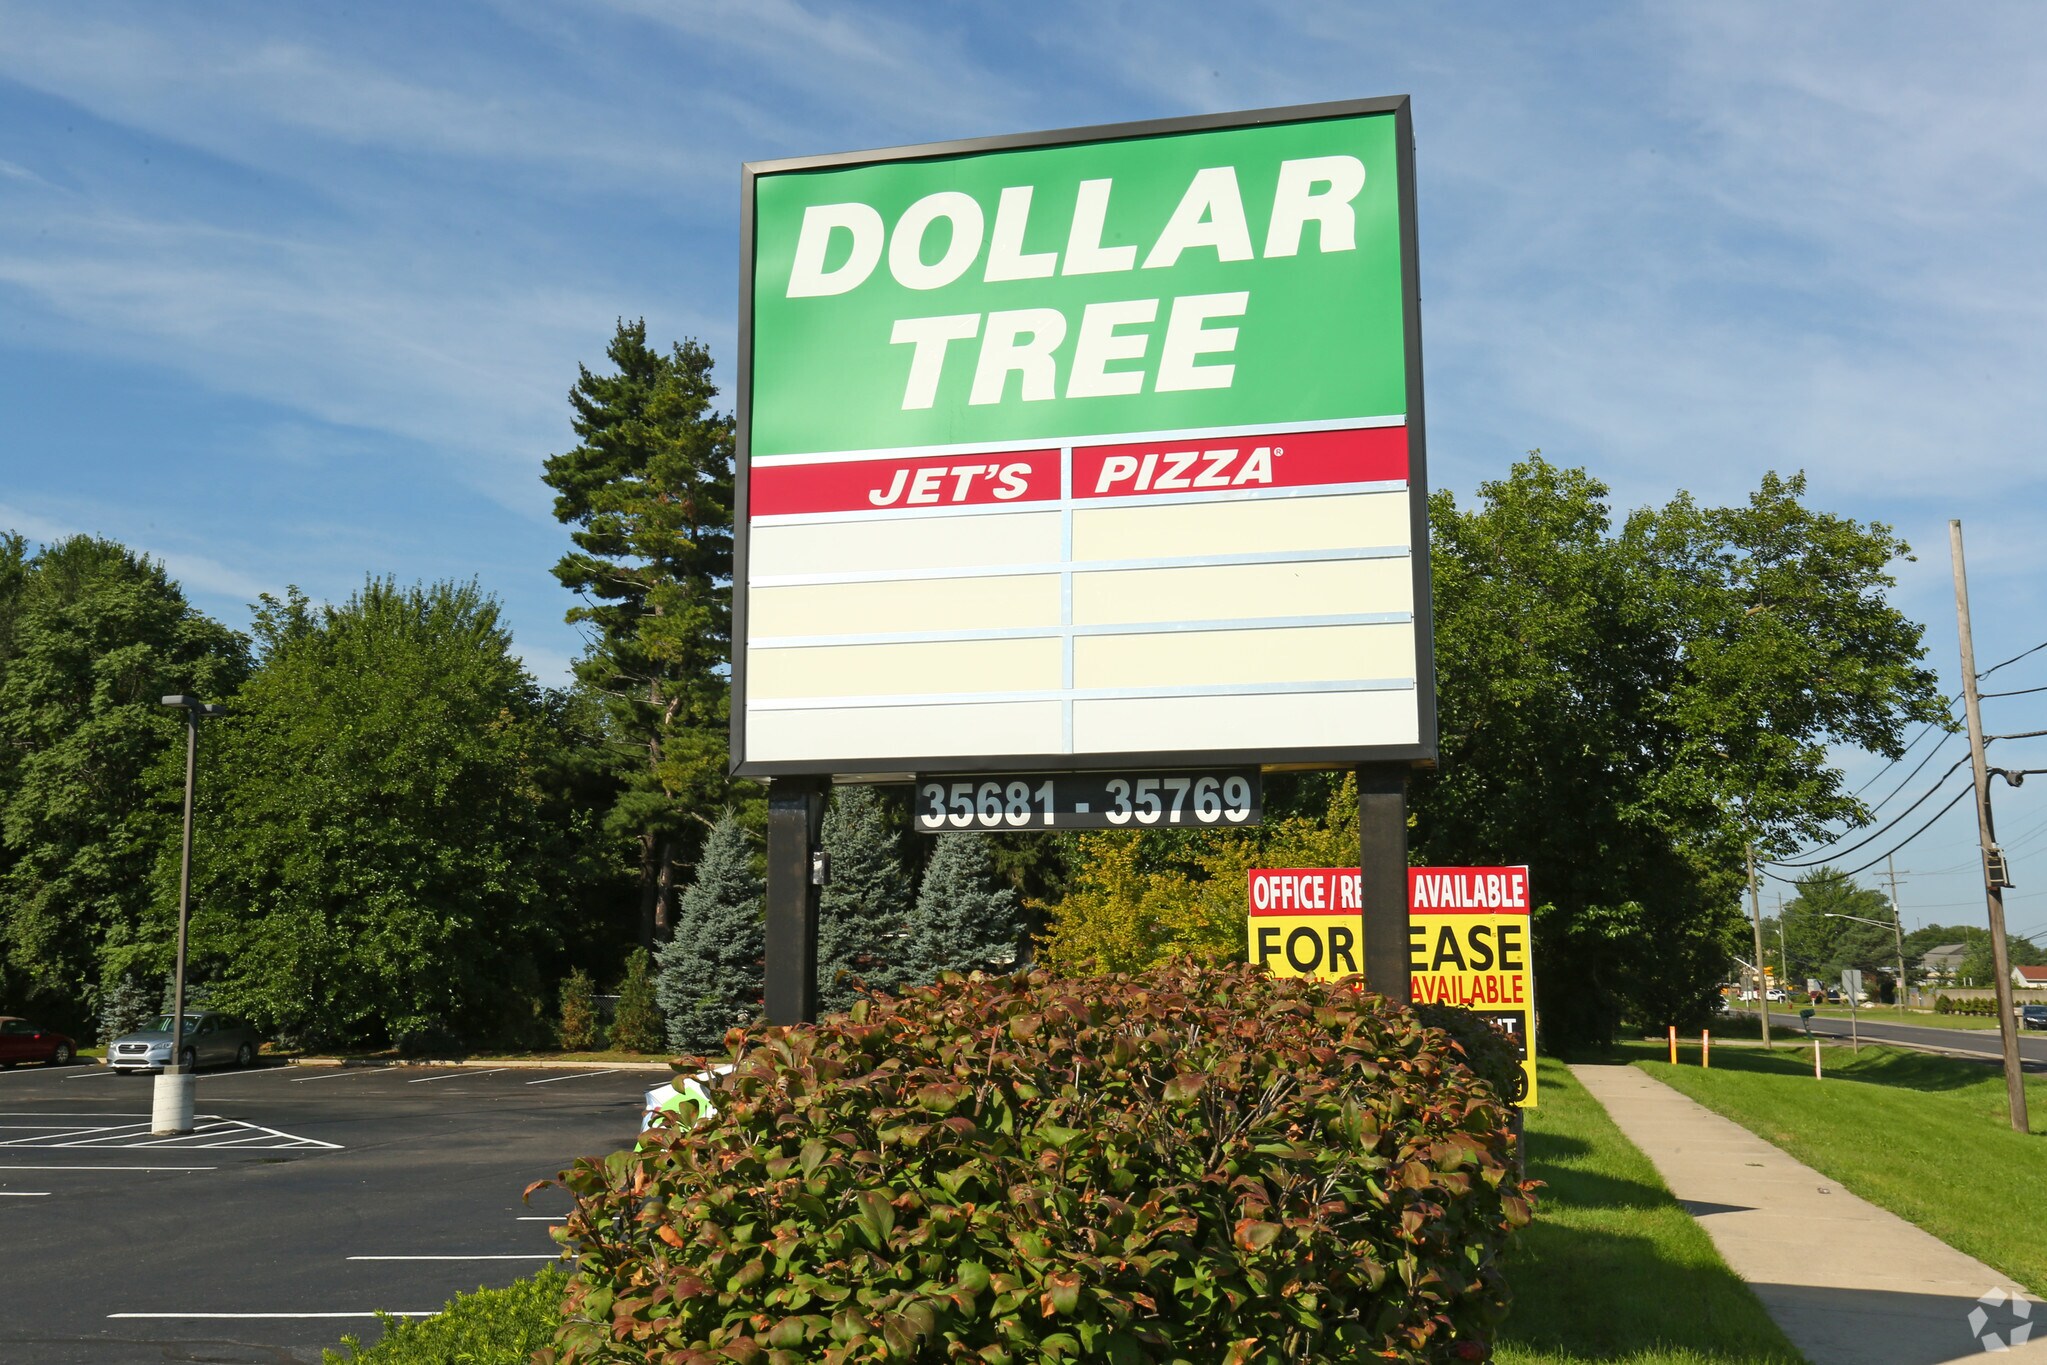 DOLLAR
TREE
JET'S PIZZA®
35681 - 35769
OFFICE / RE AVAILABLE
FOR EASE
AVAILABLE